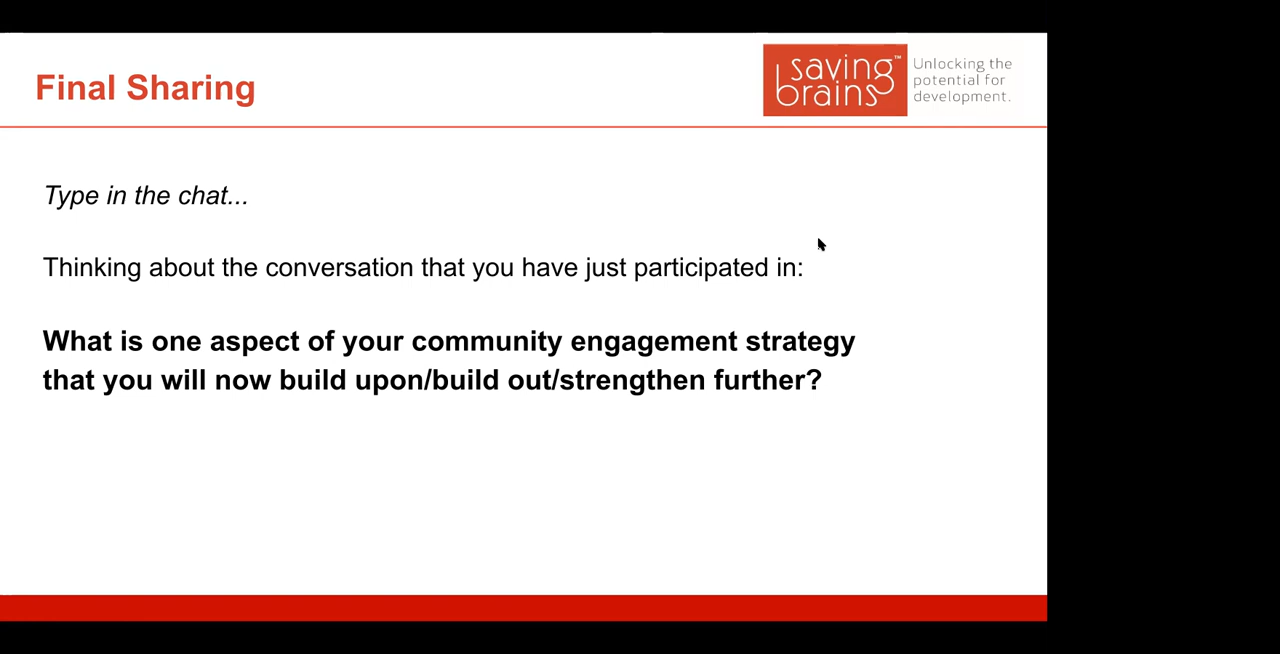 Final Sharing
saving™
brains
Unlocking the
potential for
development.
Type in the chat...
Thinking about the conversation that you have just participated in:
What is one aspect of your community engagement strategy
that you will now build upon/build out/strengthen further?